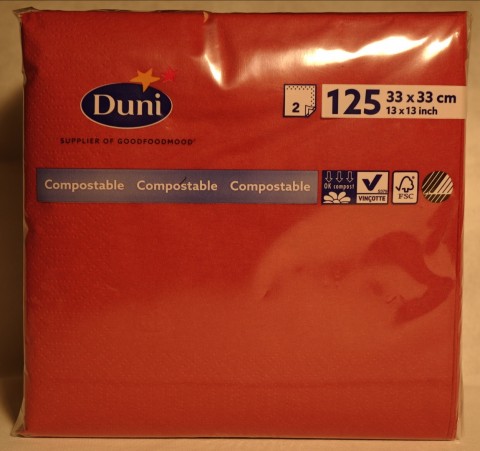 Duni
SUPPLIER OF GOODFOODMOOD®
2
125 33 x 33 cm
13 x 13 inch
Compostable Compostable Compostable
OK compost
VINÇOTTE
FSC